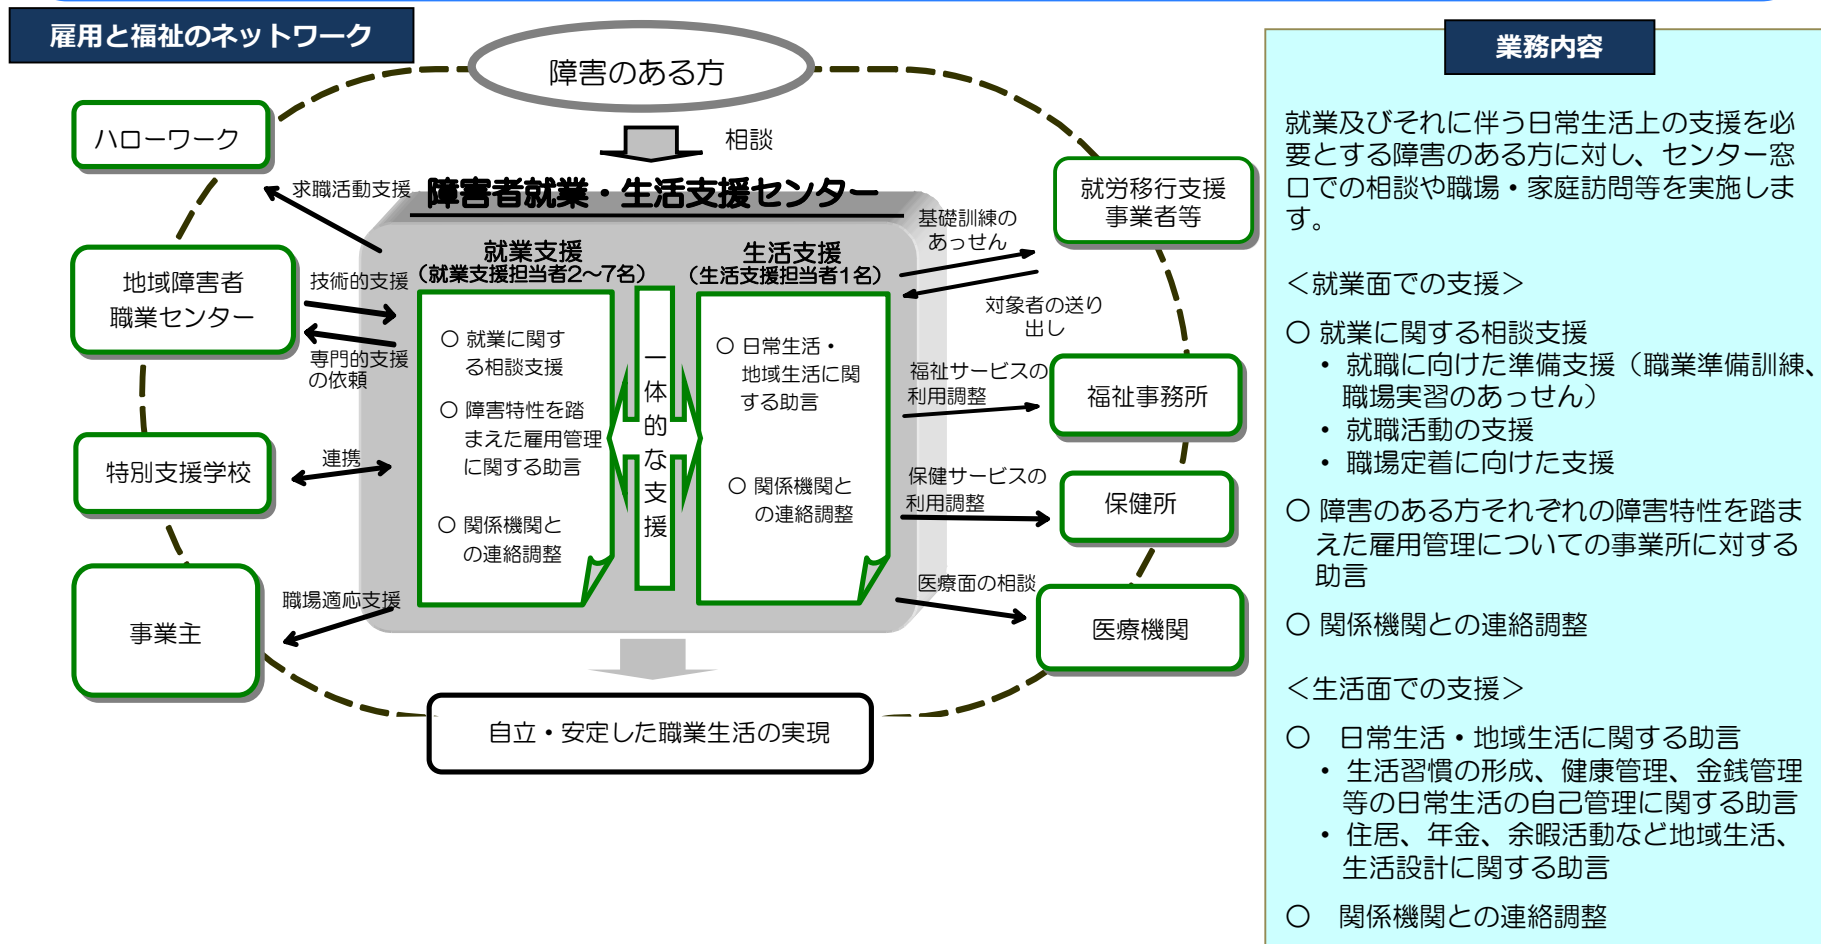 雇用と福祉のネットワーク
障害のある方
相談
ハローワーク
求職活動支援
地域障害者
職業センター
技術的支援
専門的支援
の依頼
特別支援学校
連携
事業主
職場適応支援
障害者就業・生活支援センター
就業支援
(就業支援担当者2～7名)
○ 就業に関す
る相談支援
○ 障害特性を踏
まえた雇用管理
に関する助言
○ 関係機関と
の連絡調整
一体的な支援
生活支援
(生活支援担当者1名)
○ 日常生活・
地域生活に関
する助言
○ 関係機関と
の連絡調整
基礎訓練の
あっせん
対象者の送り
出し
就労移行支援
事業者等
福祉サービスの
利用調整
福祉事務所
保健サービスの
利用調整
保健所
医療面の相談
医療機関
自立・安定した職業生活の実現
業務内容
就業及びそれに伴う日常生活上の支援を必
要とする障害のある方に対し、センター窓
口での相談や職場・家庭訪問等を実施しま
す。
＜就業面での支援＞
○ 就業に関する相談支援
・ 就職に向けた準備支援（職業準備訓練、
職場実習のあっせん）
・ 就職活動の支援
・ 職場定着に向けた支援
○ 障害のある方それぞれの障害特性を踏ま
えた雇用管理についての事業所に対する
助言
○ 関係機関との連絡調整
＜生活面での支援＞
○ 日常生活・地域生活に関する助言
・ 生活習慣の形成、健康管理、金銭管理
等の日常生活の自己管理に関する助言
・ 住居、年金、余暇活動など地域生活、
生活設計に関する助言
○ 関係機関との連絡調整